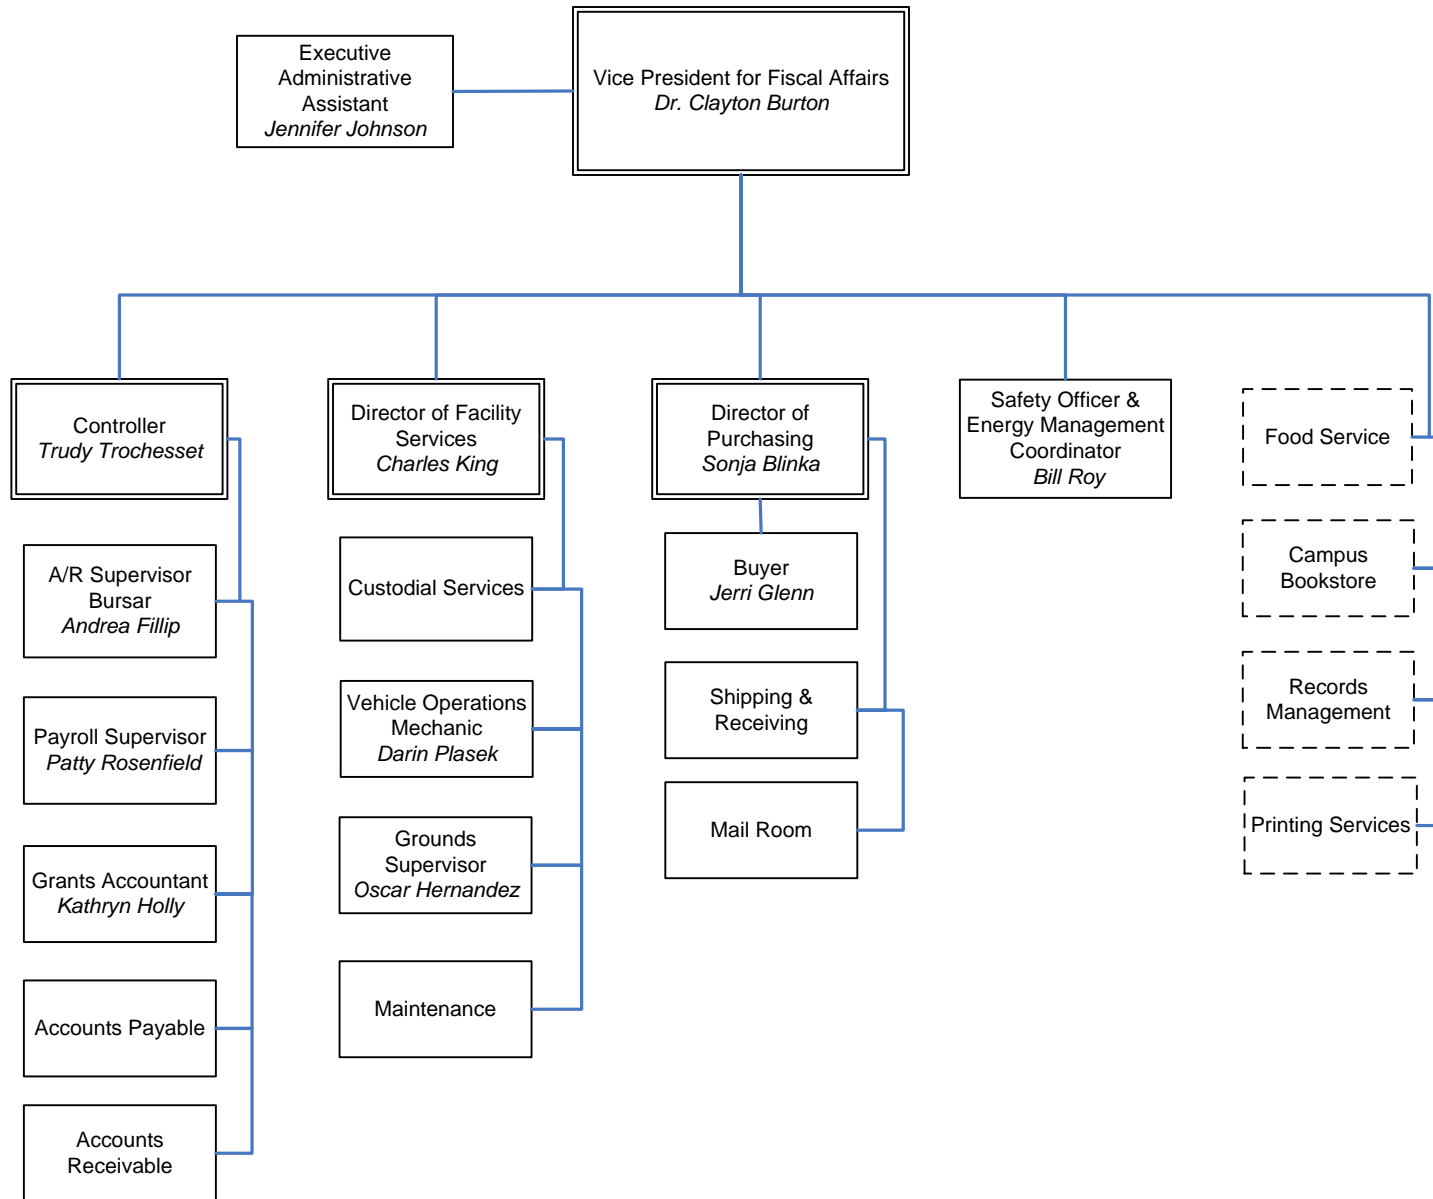 Executive
Administrative
Assistant
Jennifer Johnson
Vice President for Fiscal Affairs
Dr. Clayton Burton
Controller
Trudy Trochesset
Director of Facility
Services
Charles King
Director of
Purchasing
Sonja Blinka
Safety Officer &
Energy Management
Coordinator
Bill Roy
Food Service
A/R Supervisor
Bursar
Andrea Fillip
Custodial Services
Buyer
Jerri Glenn
Campus
Bookstore
Payroll Supervisor
Patty Rosenfield
Vehicle Operations
Mechanic
Darin Plasek
Shipping &
Receiving
Records
Management
Grants Accountant
Kathryn Holly
Grounds
Supervisor
Oscar Hernandez
Mail Room
Printing Services
Accounts Payable
Maintenance
Accounts
Receivable